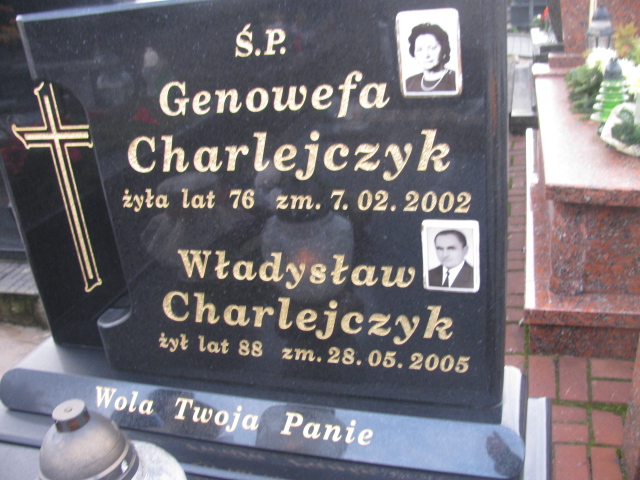 Ś.P.
Genowefa
Charlejczyk
żyła lat 76 zm. 7. 02. 2002
Władysław
Charlejczyk
żył lat 88 zm. 28. 05. 2005
Wola Twoja Panie